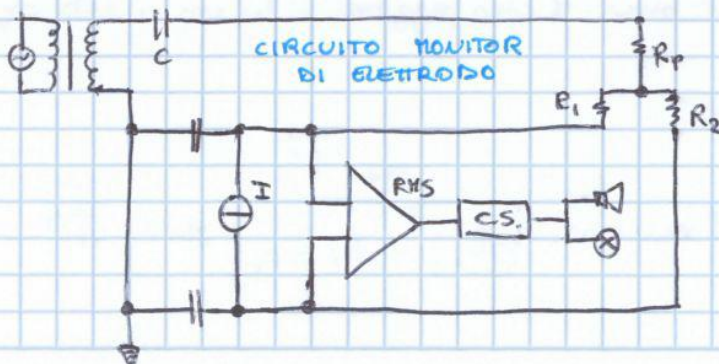 CIRCUITO MONITOR
DI ELETTRODO
C
Rp
R1
R2
I
RMS
C.S.